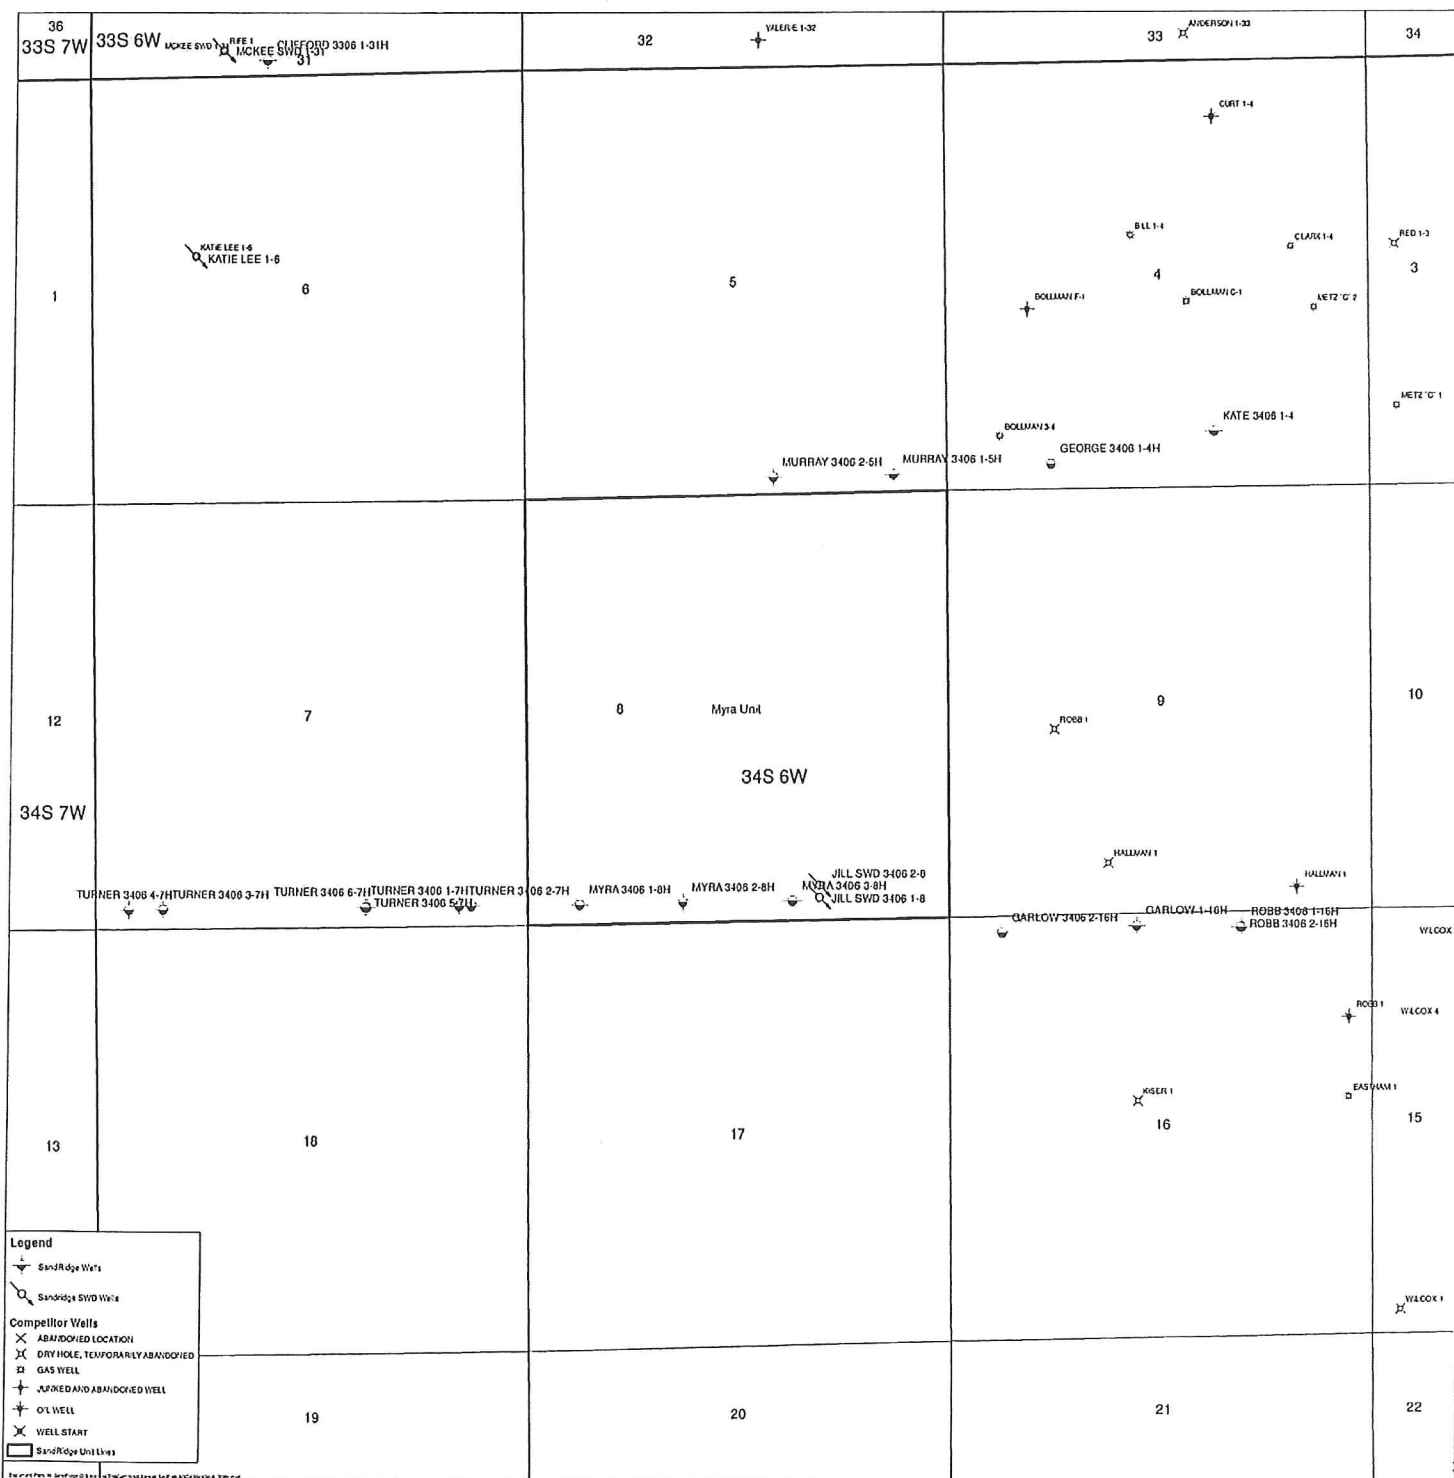 36
33S 7W
33S 6W
MCKEE SWD 1-31
RIFE 1
MCKEE SWD 1-31
CLIFFORD 3306 1-31H
31
32
VALERIE 1-32
33
ANDERSON 1-33
34
CURT 1-4
KATIE LEE 1-6
KATIE LEE 1-6
1
6
5
BILL 1-4
4
CLARK 1-4
RED 1-3
3
BOLLMAN F-1
BOLLMAN C-1
METZ "C" 2
METZ "C" 1
BOLLMAN 3-4
KATE 3406 1-4
MURRAY 3406 2-5H
MURRAY 3406 1-5H
GEORGE 3406 1-4H
12
7
8
Myra Unit
9
10
ROBB 1
34S 6W
34S 7W
HALLMAN 1
HALLMAN 1
TURNER 3406 4-7H
TURNER 3406 3-7H
TURNER 3406 6-7H
TURNER 3406 1-7H
TURNER 3406 2-7H
TURNER 3406 5-7H
MYRA 3406 1-8H
MYRA 3406 2-8H
MYRA 3406 3-8H
JILL SWD 3406 2-8
JILL SWD 3406 1-8
GARLOW 3406 2-16H
GARLOW 1-16H
ROBB 3406 1-16H
ROBB 3406 2-16H
WILCOX
ROBB 1
WILCOX 4
KISER 1
EASTHAM 1
13
18
17
16
15
WILCOX 1
Legend
SandRidge Wells
Sandridge SWD Wells
Competitor Wells
ABANDONED LOCATION
DRY HOLE, TEMPORARILY ABANDONED
GAS WELL
JUNKED AND ABANDONED WELL
OIL WELL
WELL START
SandRidge Unit Lines
19
20
21
22